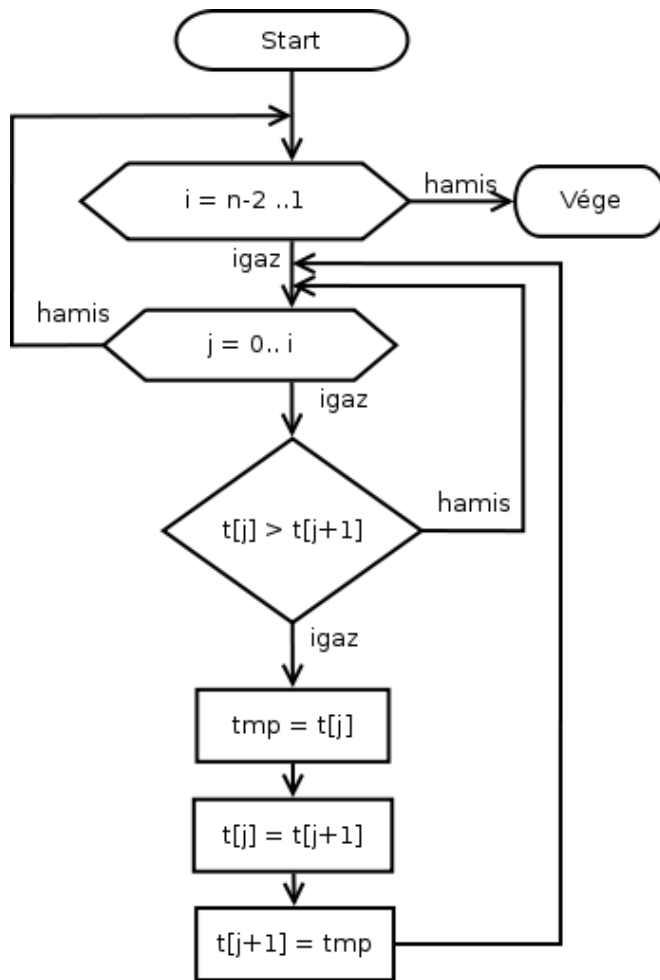 Start
i = n-2 ..1
hamis
Vége
igaz
hamis
j = 0.. i
igaz
t[j] > t[j+1]
hamis
igaz
tmp = t[j]
t[j] = t[j+1]
t[j+1] = tmp